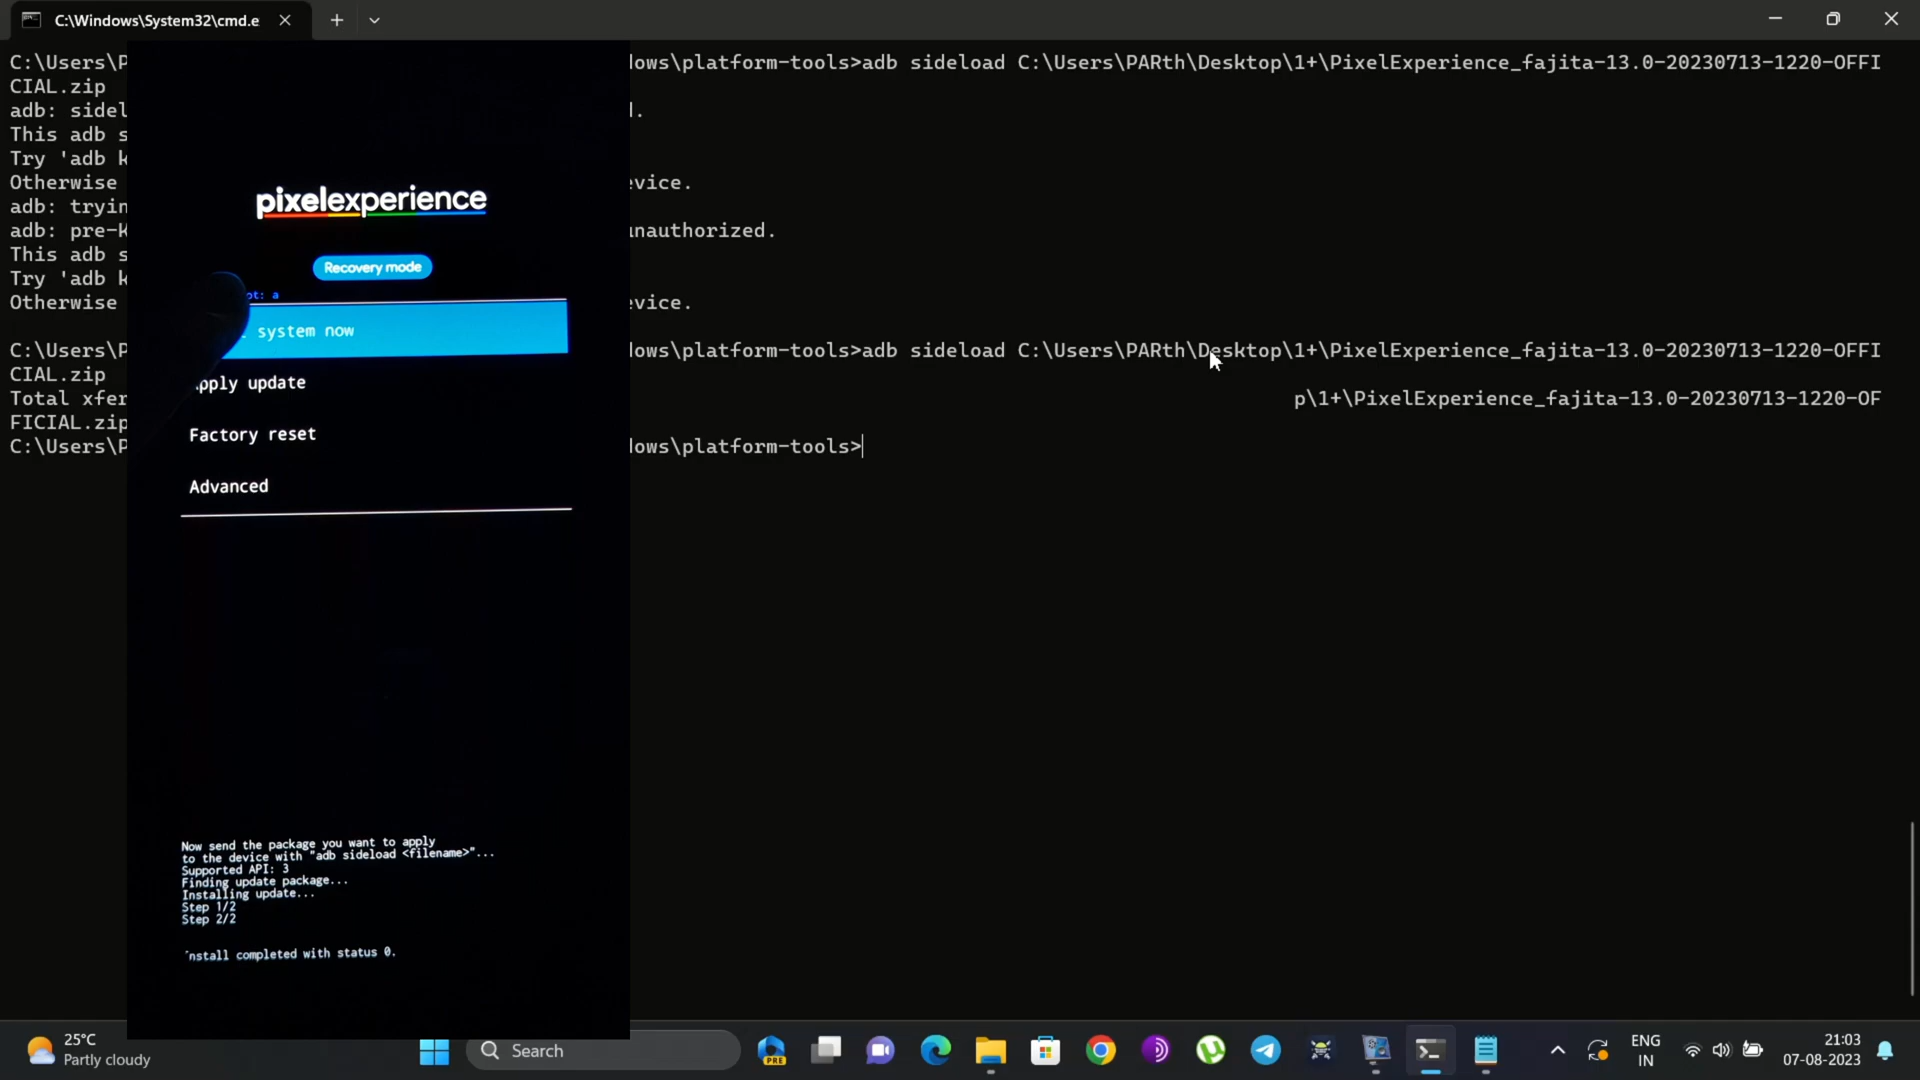 C:\Windows\System32\cmd.e
C:\Users\P
lows\platform-tools>adb sideload C:\Users\PARth\Desktop\1+\PixelExperience_fajita-13.0-20230713-1220-OFFI
CIAL.zip
adb: sidel
This adb s
Try 'adb k
Otherwise
evice.
adb: tryin
adb: pre-k
unauthorized.
This adb s
Try 'adb k
Otherwise
evice.
C:\Users\P
lows\platform-tools>adb sideload C:\Users\PARth\Desktop\1+\PixelExperience_fajita-13.0-20230713-1220-OFFI
CIAL.zip
Total xfer
p\1+\PixelExperience_fajita-13.0-20230713-1220-OF
FICIAL.zip
C:\Users\P
lows\platform-tools>
pixelexperience
Recovery mode
ot: a
system now
pply update
Factory reset
Advanced
Now send the package you want to apply
to the device with "adb sideload <filename>"...
Supported API: 3
Finding update package...
Installing update...
Step 1/2
Step 2/2
nstall completed with status 0.
25°C
Partly cloudy
Search
PRE
ENG
IN
21:03
07-08-2023